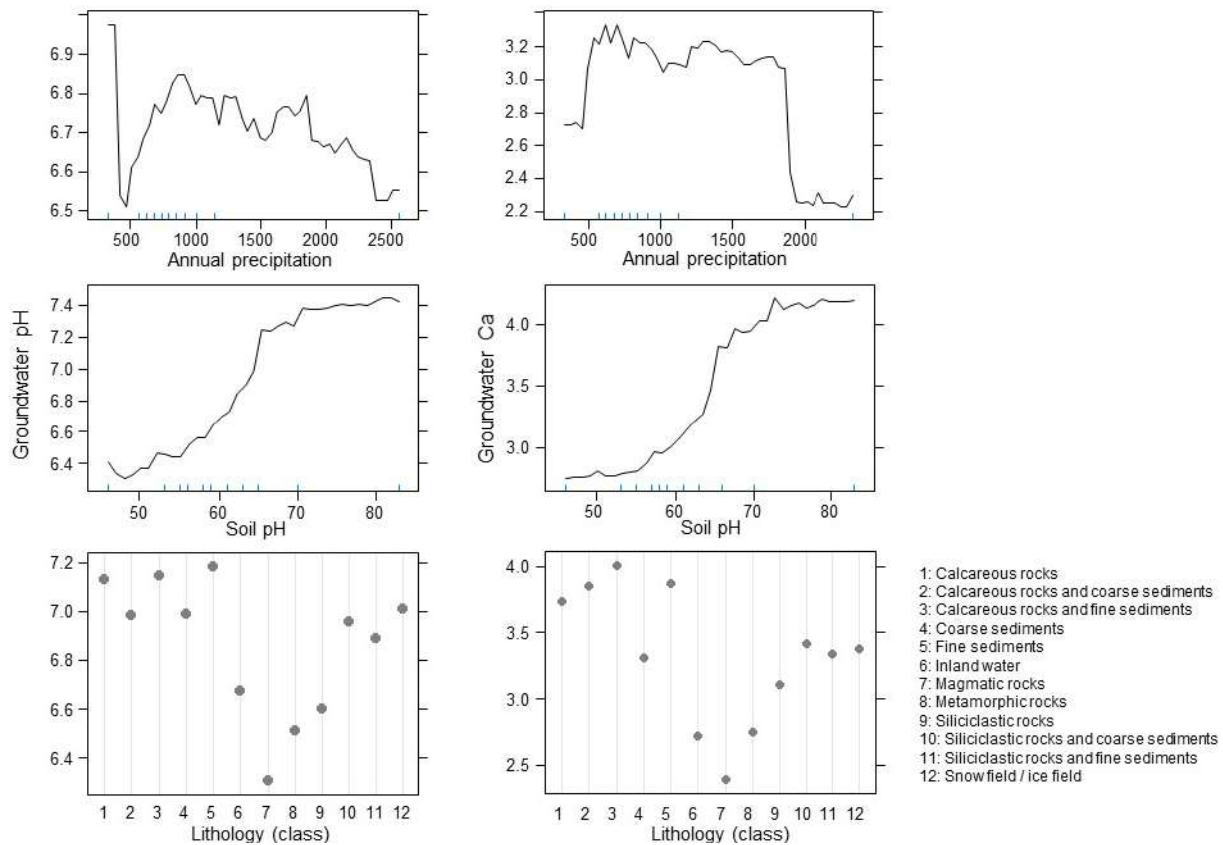 6.9
6.8
6.7
6.6
6.5
500 1000 1500 2000 2500
Annual precipitation
3.2
3.0
2.8
2.6
2.4
2.2
500 1000 1500 2000
Annual precipitation
Groundwater pH
7.4
7.2
7.0
6.8
6.6
6.4
50 60 70 80
Soil pH
Groundwater Ca
4.0
3.5
3.0
50 60 70 80
Soil pH
7.2
7.0
6.8
6.6
6.4
1 2 3 4 5 6 7 8 9 10 11 12
Lithology (class)
4.0
3.5
3.0
2.5
1 2 3 4 5 6 7 8 9 10 11 12
Lithology (class)
1: Calcareous rocks
2: Calcareous rocks and coarse sediments
3: Calcareous rocks and fine sediments
4: Coarse sediments
5: Fine sediments
6: Inland water
7: Magmatic rocks
8: Metamorphic rocks
9: Siliciclastic rocks
10: Siliciclastic rocks and coarse sediments
11: Siliciclastic rocks and fine sediments
12: Snow field / ice field